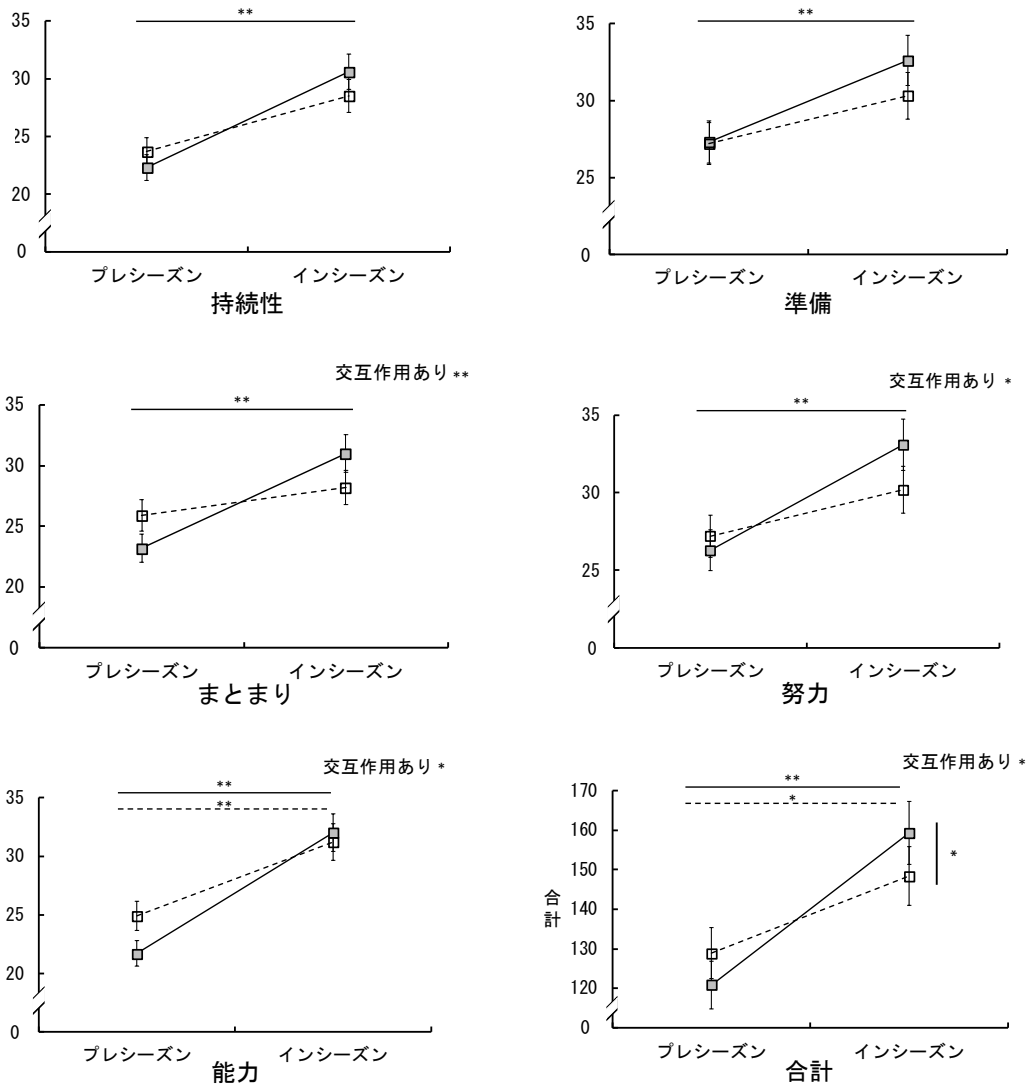 35
30
25
20
0
**
プレシーズン インシーズン
持続性
35
30
25
0
**
プレシーズン インシーズン
準備
交互作用あり **
35
30
25
20
0
**
プレシーズン インシーズン
まとまり
交互作用あり *
35
30
25
0
**
プレシーズン インシーズン
努力
交互作用あり *
35
30
25
20
0
**
**
プレシーズン インシーズン
能力
交互作用あり *
170
160
150
140
130
120
0
合計
**
*
*
プレシーズン インシーズン
合計